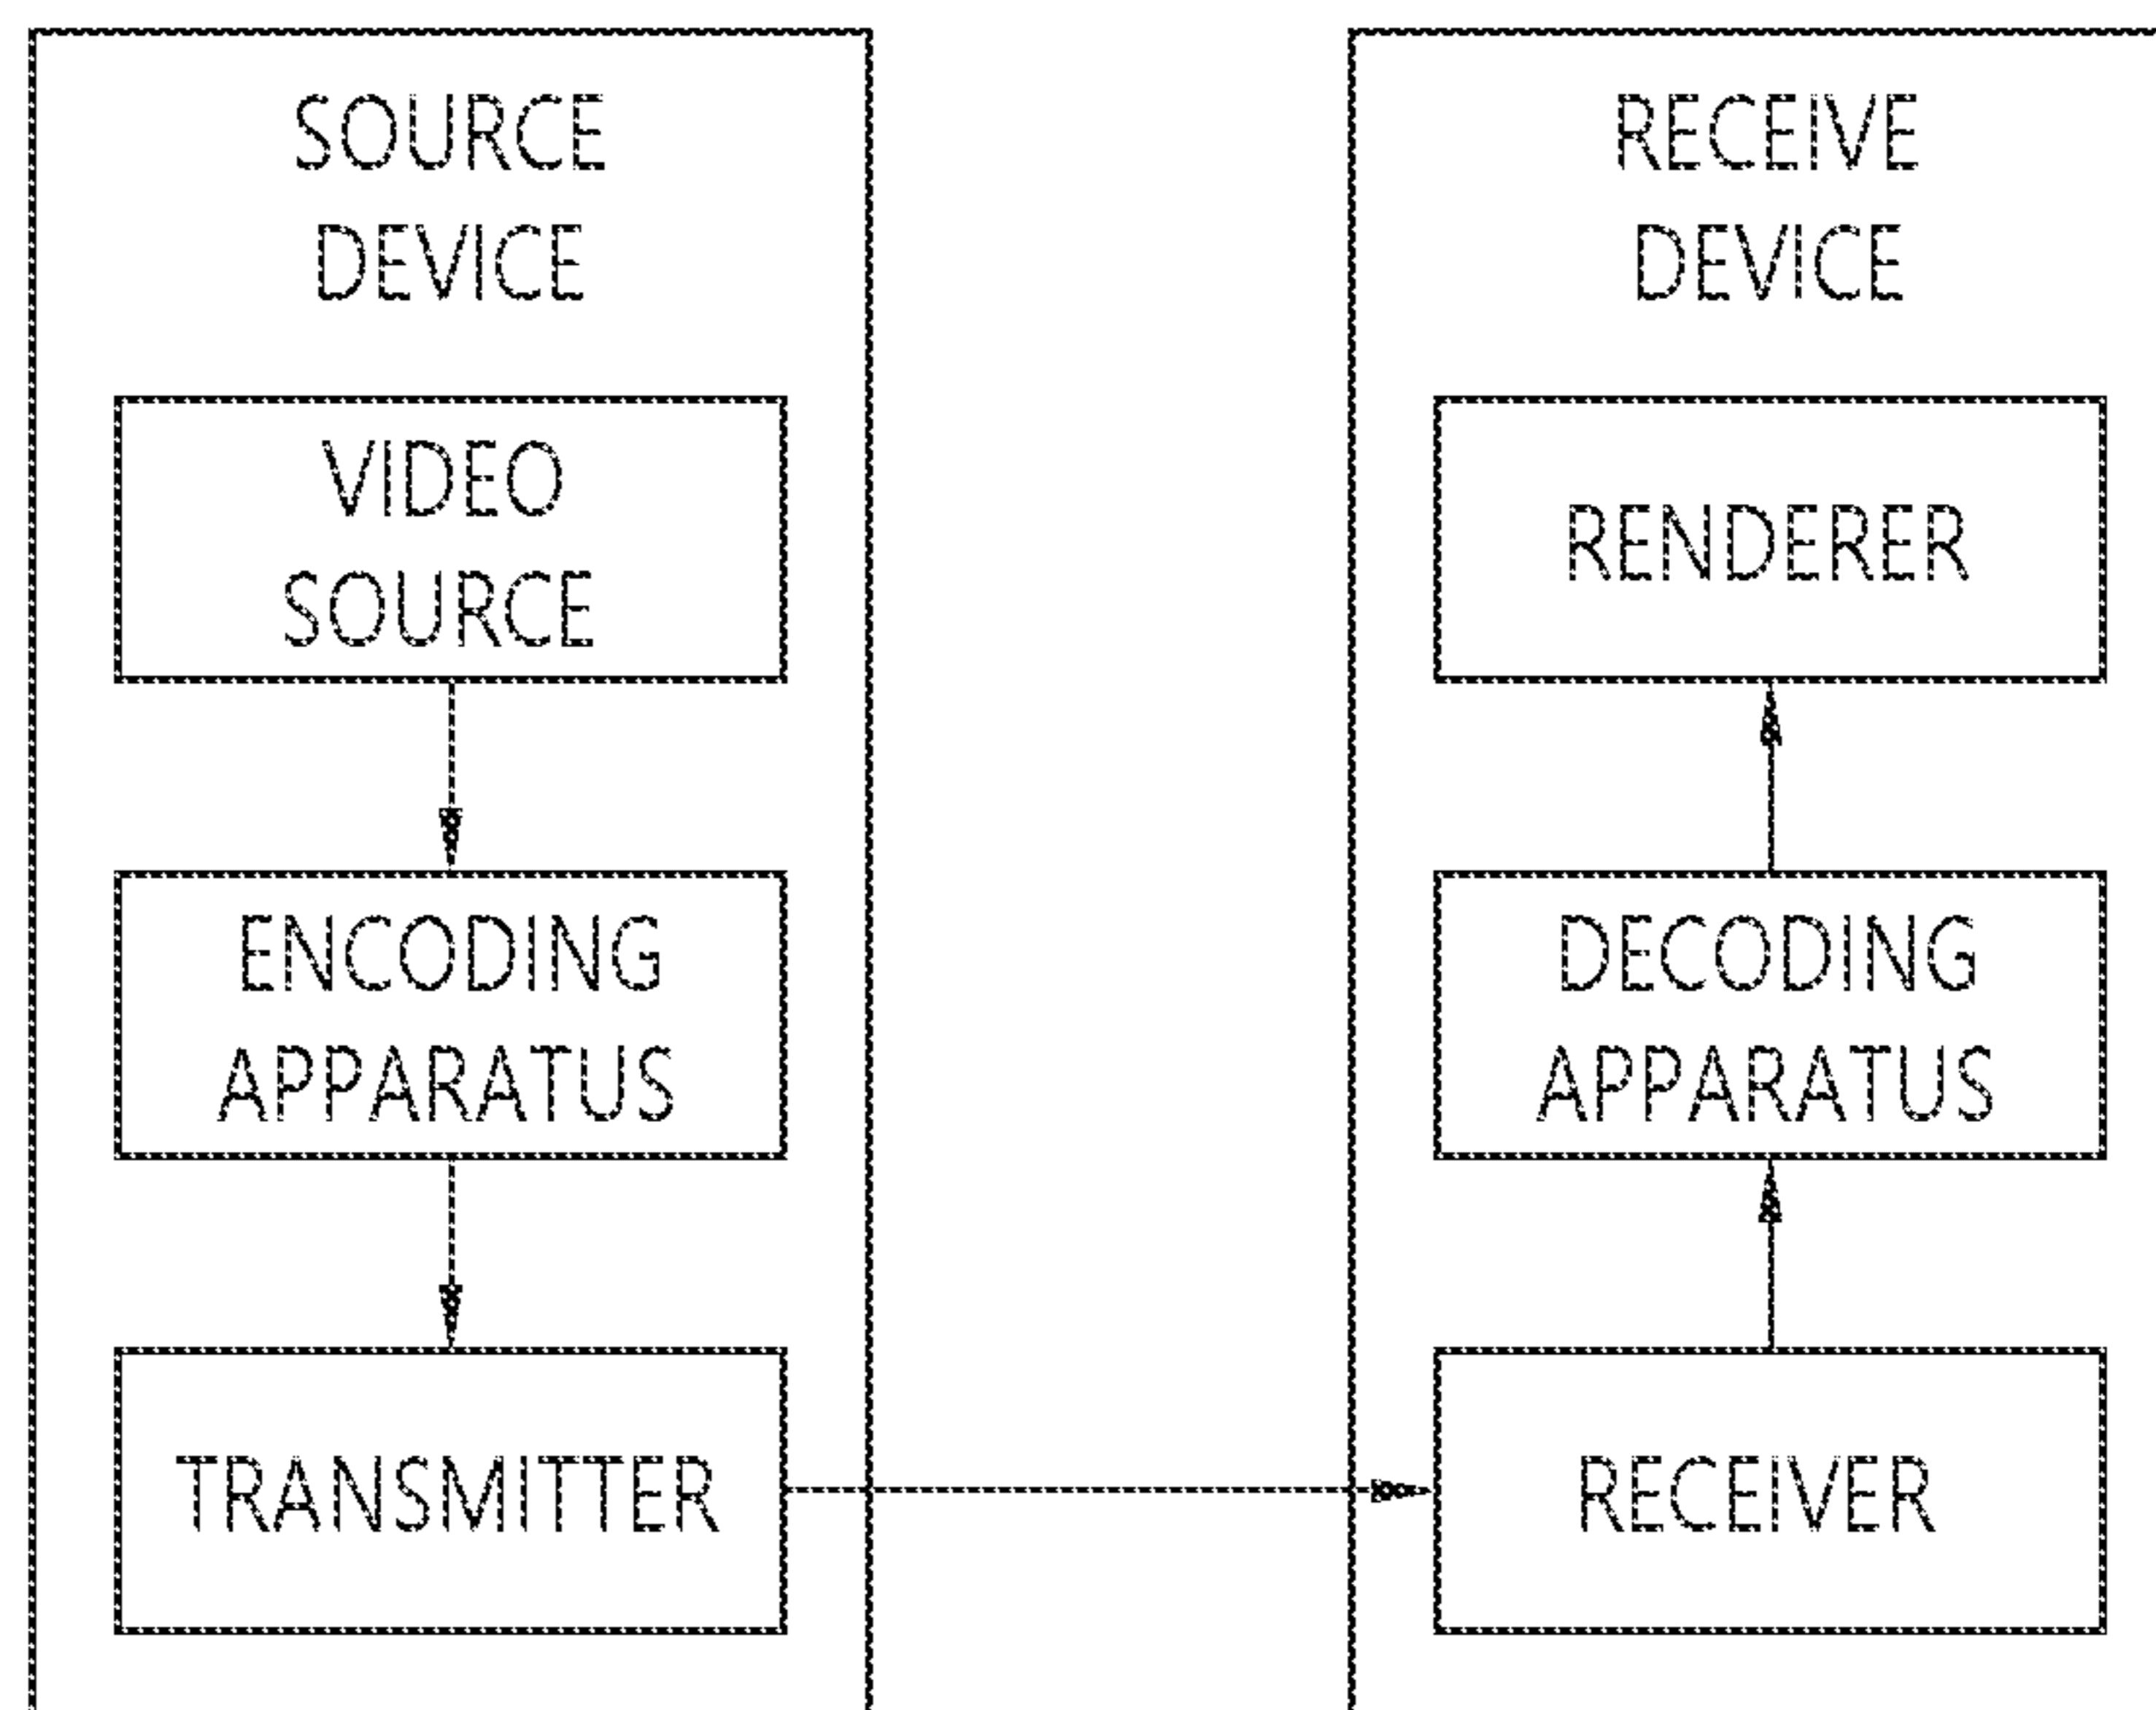 SOURCE
DEVICE
VIDEO
SOURCE
ENCODING
APPARATUS
TRANSMITTER
RECEIVE
DEVICE
RENDERER
DECODING
APPARATUS
RECEIVER